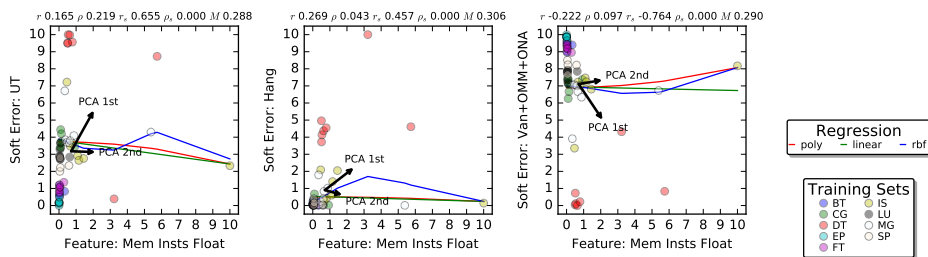 r 0.165 ρ 0.219 rs 0.655 ρs 0.000 M 0.288
Soft Error: UT
10
9
8
7
6
5
4
3
2
1
0
PCA 1st
PCA 2nd
0 1 2 3 4 5 6 7 8 9 10
Feature: Mem Insts Float
r 0.269 ρ 0.043 rs 0.457 ρs 0.000 M 0.306
Soft Error: Hang
10
9
8
7
6
5
4
3
2
1
0
PCA 1st
PCA 2nd
0 1 2 3 4 5 6 7 8 9 10
Feature: Mem Insts Float
r -0.222 ρ 0.097 rs -0.764 ρs 0.000 M 0.290
Soft Error: Van+OMM+ONA
10
9
8
7
6
5
4
3
2
1
0
PCA 2nd
PCA 1st
0 1 2 3 4 5 6 7 8 9 10
Feature: Mem Insts Float
Regression
poly linear rbf
Training Sets
BT IS
CG LU
DT MG
EP SP
FT